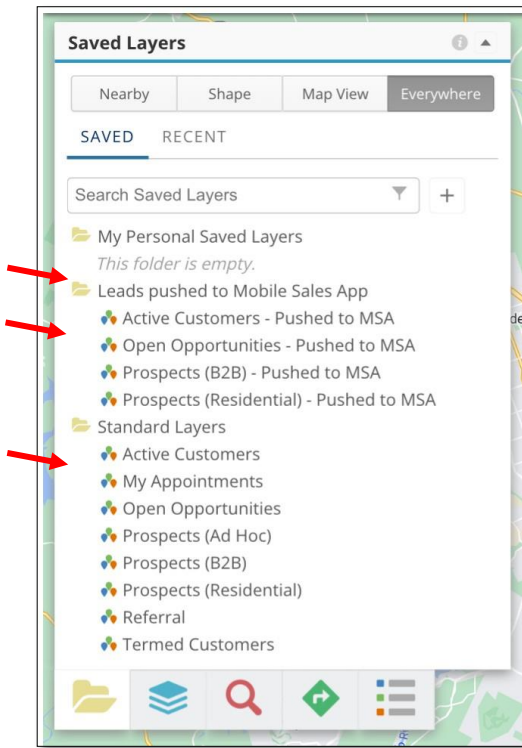 Saved Layers
Nearby Shape Map View Everywhere
SAVED RECENT
Search Saved Layers
My Personal Saved Layers
This folder is empty.
Leads pushed to Mobile Sales App
Active Customers - Pushed to MSA
Open Opportunities - Pushed to MSA
Prospects (B2B) - Pushed to MSA
Prospects (Residential) - Pushed to MSA
Standard Layers
Active Customers
My Appointments
Open Opportunities
Prospects (Ad Hoc)
Prospects (B2B)
Prospects (Residential)
Referral
Termed Customers